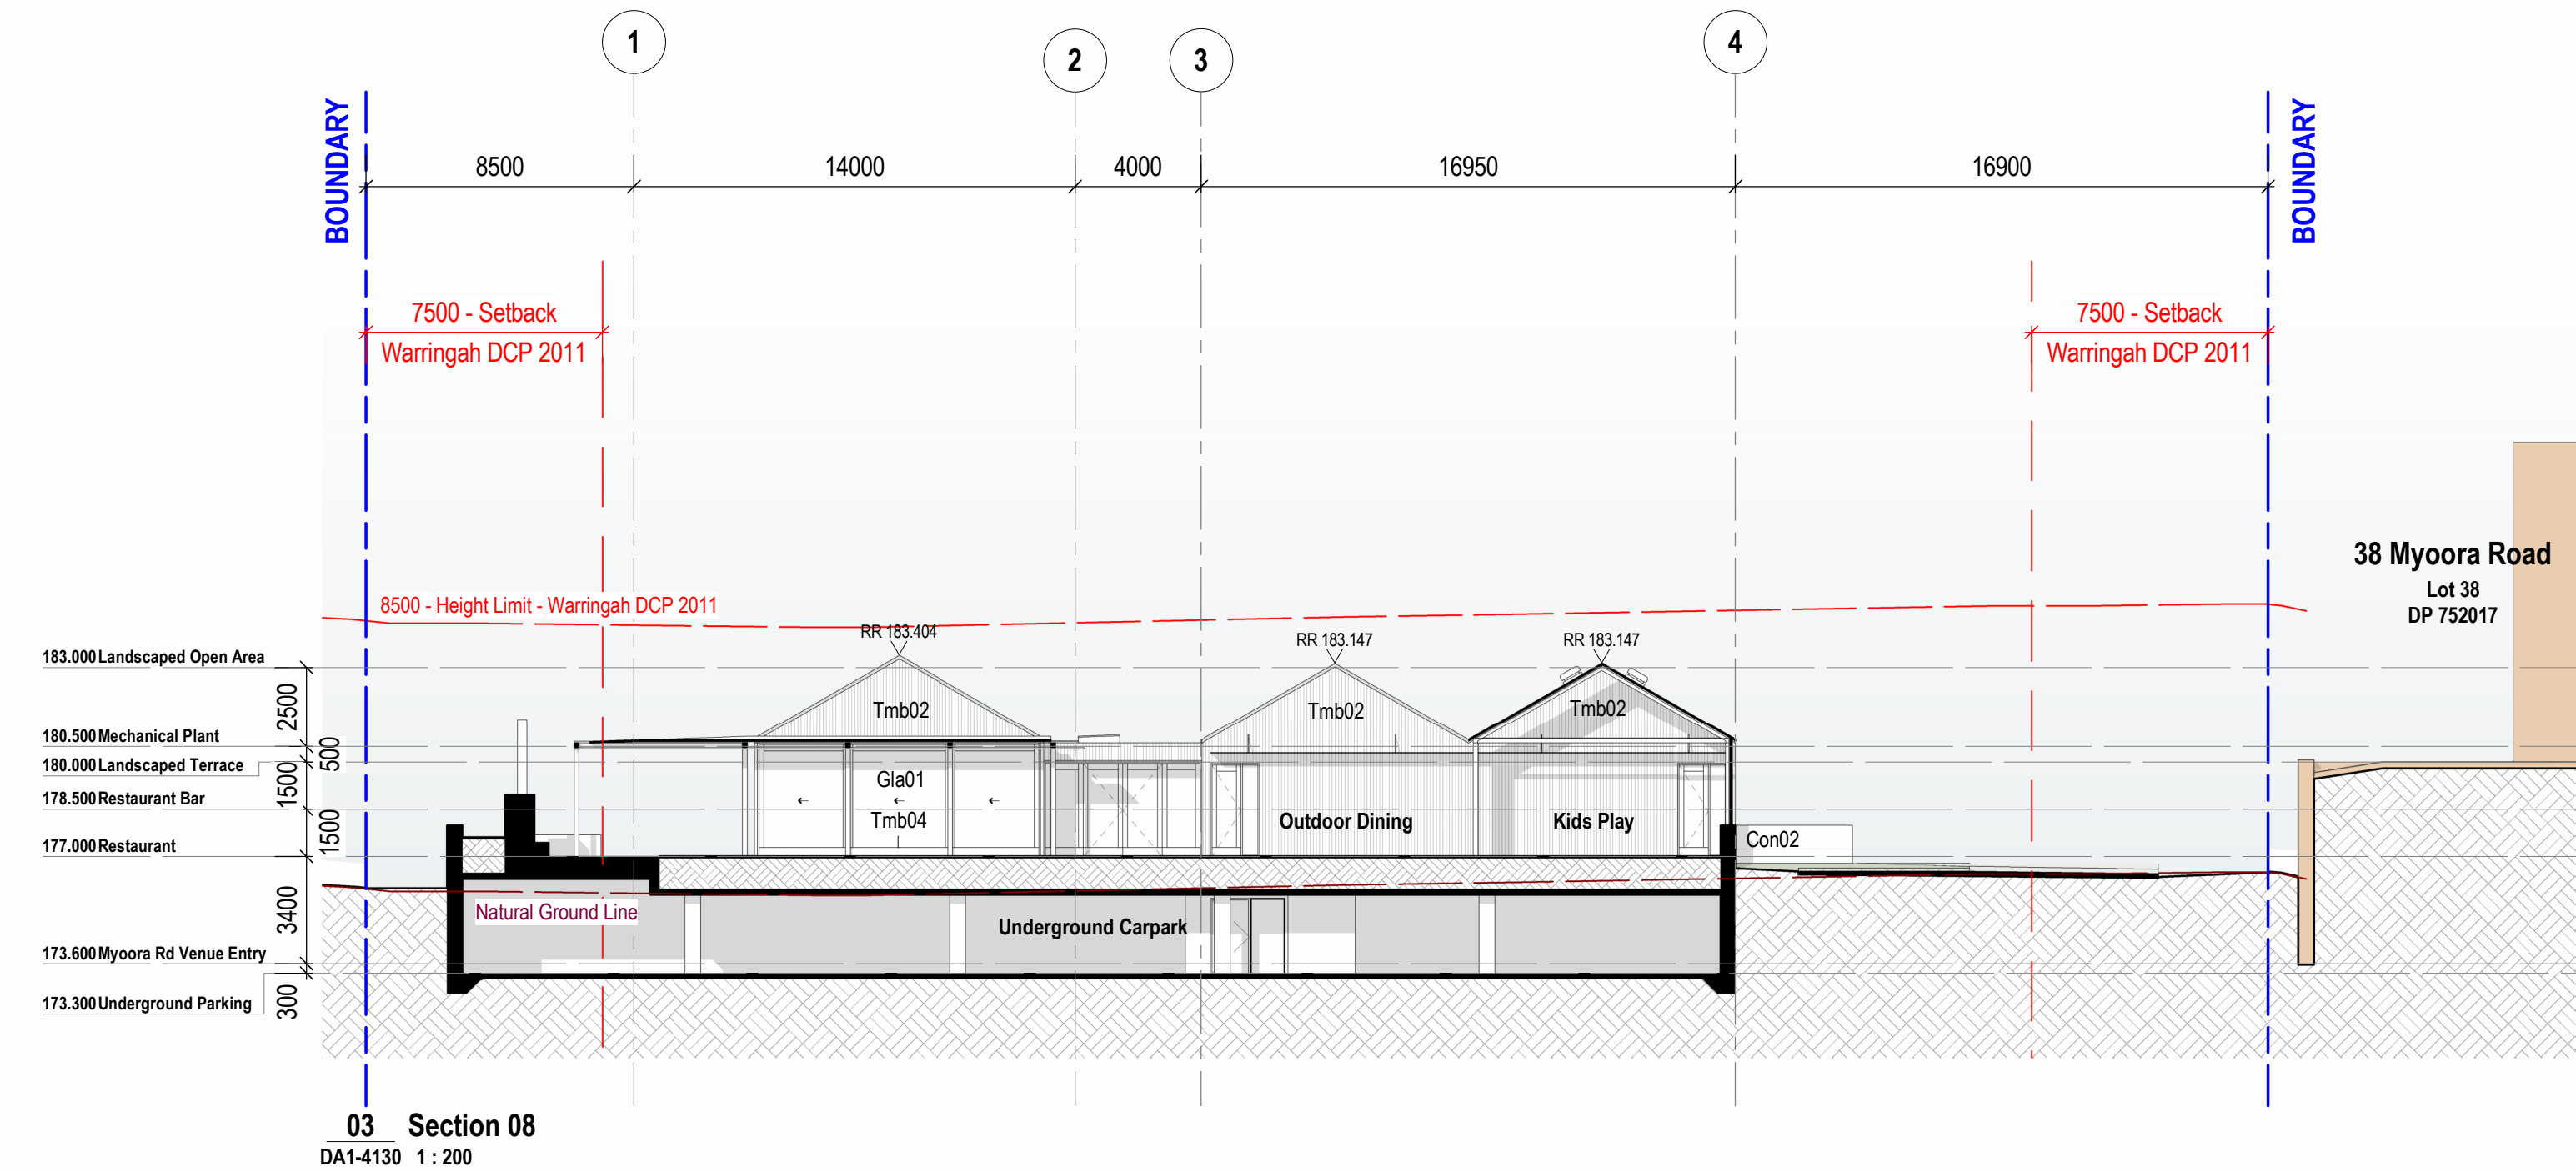 1
2
3
4
BOUNDARY
BOUNDARY
8500
14000
4000
16950
16900
7500 - Setback
Warringah DCP 2011
7500 - Setback
Warringah DCP 2011
38 Myoora Road
Lot 38
DP 752017
8500 - Height Limit - Warringah DCP 2011
RR 183.404
RR 183.147
RR 183.147
183.000 Landscaped Open Area
2500
Tmb02
Tmb02
Tmb02
180.500 Mechanical Plant
500
180.000 Landscaped Terrace
1500
Gla01
178.500 Restaurant Bar
Tmb04
Outdoor Dining
Kids Play
1500
Con02
177.000 Restaurant
3400
Natural Ground Line
Underground Carpark
173.600 Myoora Rd Venue Entry
300
173.300 Underground Parking
03 Section 08
DA1-4130 1 : 200